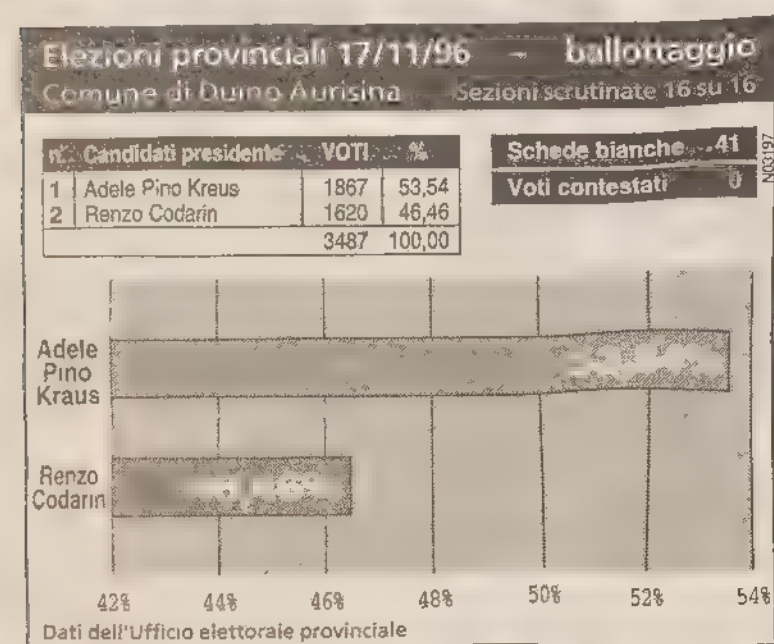 Elezioni provinciali 17/11/96 - ballottaggio
Comune di Duino Aurisina Sezioni scrutinate 16 su 16
n. Candidati presidente VOTI %
1 Adele Pino Kraus 1867 53,54
2 Renzo Codarin 1620 46,46
3487 100,00
Schede bianche 41
Voti contestati 0
N03197
Adele
Pino
Kraus
Renzo
Codarin
42% 44% 46% 48% 50% 52% 54%
Dati dell'Ufficio elettorale provinciale